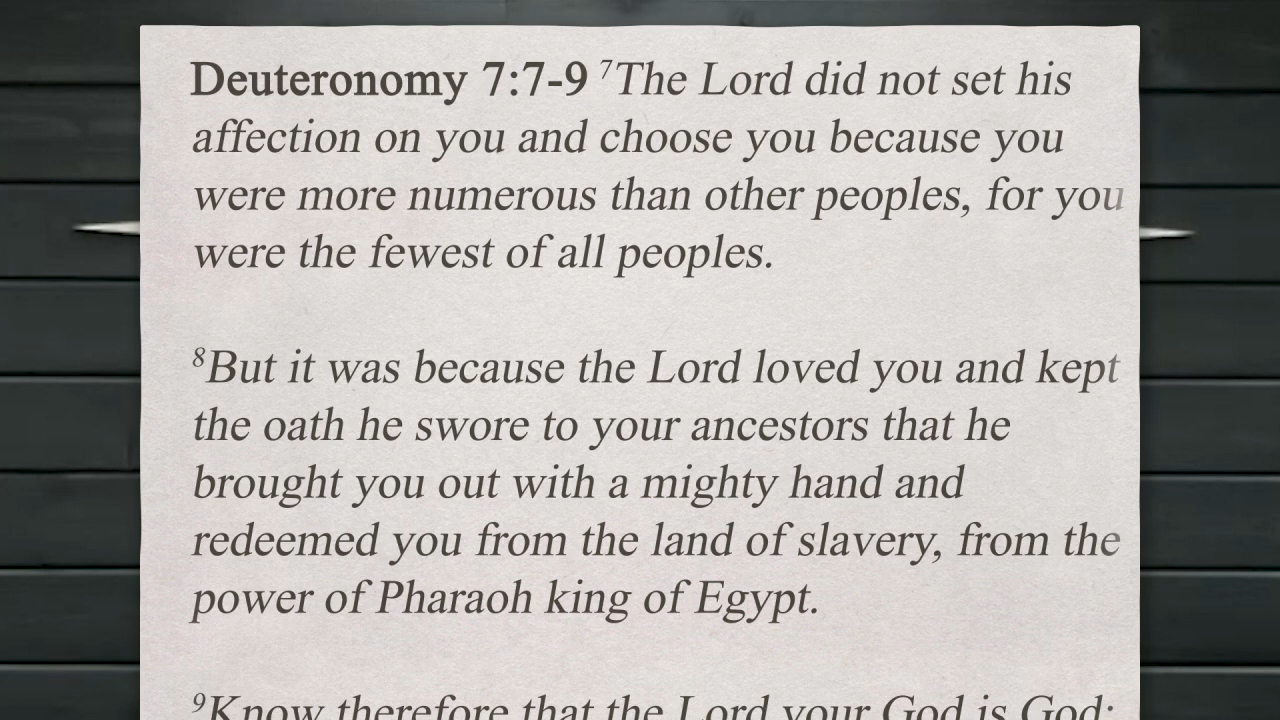 Deuteronomy 7:7-9 ⁷The Lord did not set his
affection on you and choose you because you
were more numerous than other peoples, for you
were the fewest of all peoples.
⁸But it was because the Lord loved you and kept
the oath he swore to your ancestors that he
brought you out with a mighty hand and
redeemed you from the land of slavery, from the
power of Pharaoh king of Egypt.
⁹Know therefore that the Lord your God is God;